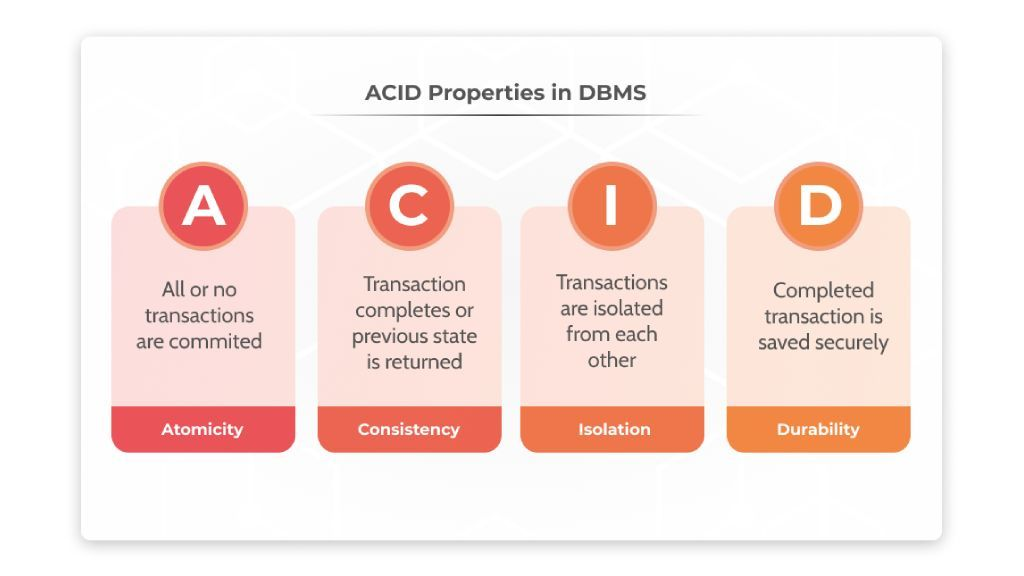 ACID Properties in DBMS
A
All or no
transactions
are commited
Atomicity
C
Transaction
completes or
previous state
is returned
Consistency
I
Transactions
are isolated
from each
other
Isolation
D
Completed
transaction is
saved securely
Durability